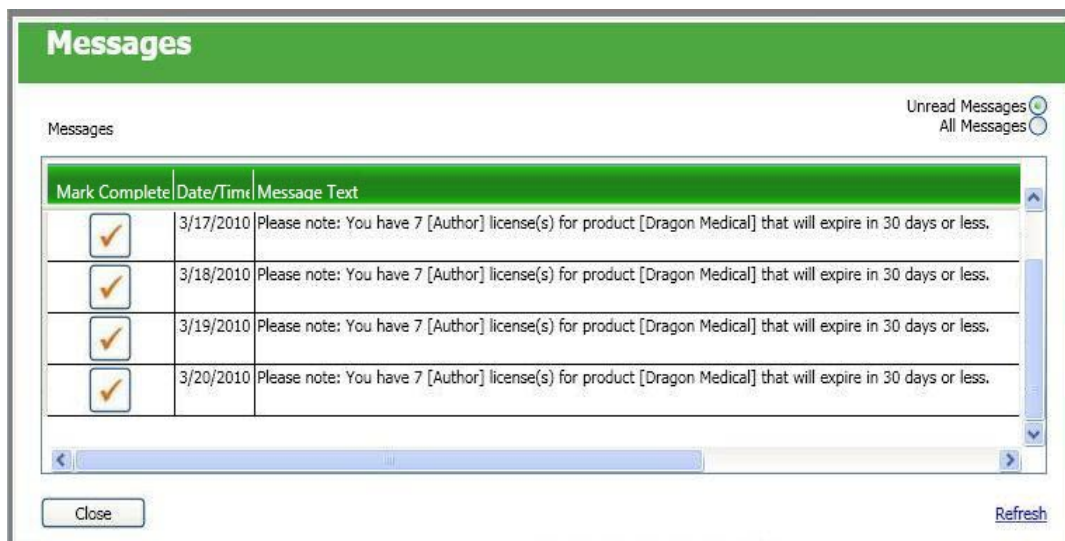 Messages
Unread Messages
All Messages
Messages
Mark Complete Date/Time Message Text
3/17/2010 Please note: You have 7 [Author] license(s) for product [Dragon Medical] that will expire in 30 days or less.
3/18/2010 Please note: You have 7 [Author] license(s) for product [Dragon Medical] that will expire in 30 days or less.
3/19/2010 Please note: You have 7 [Author] license(s) for product [Dragon Medical] that will expire in 30 days or less.
3/20/2010 Please note: You have 7 [Author] license(s) for product [Dragon Medical] that will expire in 30 days or less.
Close
Refresh